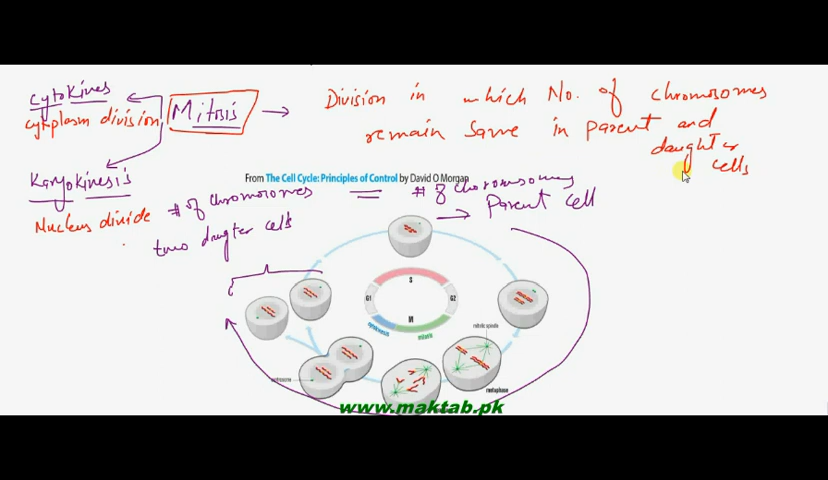 Cytokines
Cytoplasm division
Mitosis
Division in which No. of chromosomes
remain same in parent and
daughter
cells
Karyokinesis
Nucleus divide
From The Cell Cycle: Principles of Control by David O Morgan
# of chromosomes = # of chromosomes
two daugter cells
Parent cell
S
G1
G2
M
cytokinesis
mitosis
mitotic spindle
metaphase
www.maktab.pk